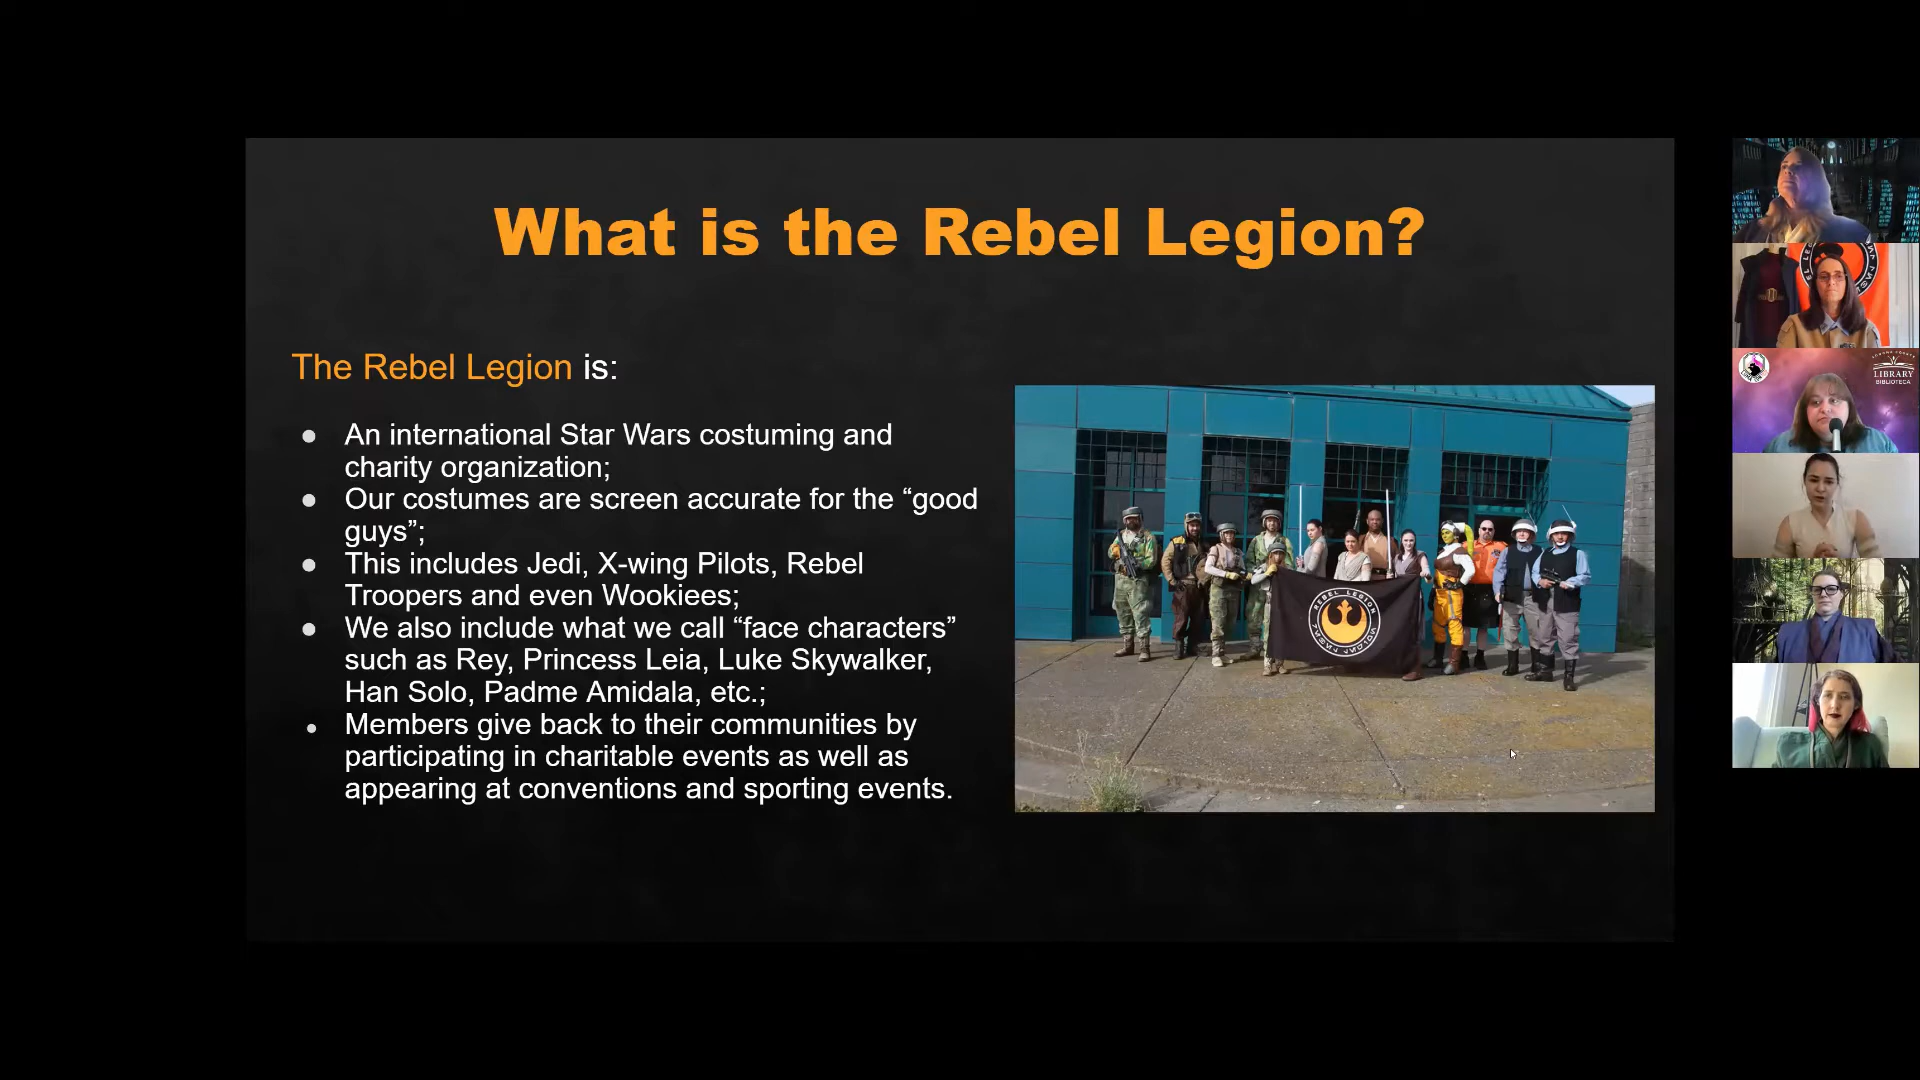 What is the Rebel Legion?
The Rebel Legion is:
● An international Star Wars costuming and
charity organization;
● Our costumes are screen accurate for the “good
guys”;
● This includes Jedi, X-wing Pilots, Rebel
Troopers and even Wookiees;
● We also include what we call “face characters”
such as Rey, Princess Leia, Luke Skywalker,
Han Solo, Padme Amidala, etc.;
● Members give back to their communities by
participating in charitable events as well as
appearing at conventions and sporting events.
REBEL LEGION
LIBRARY
BIBLIOTECA